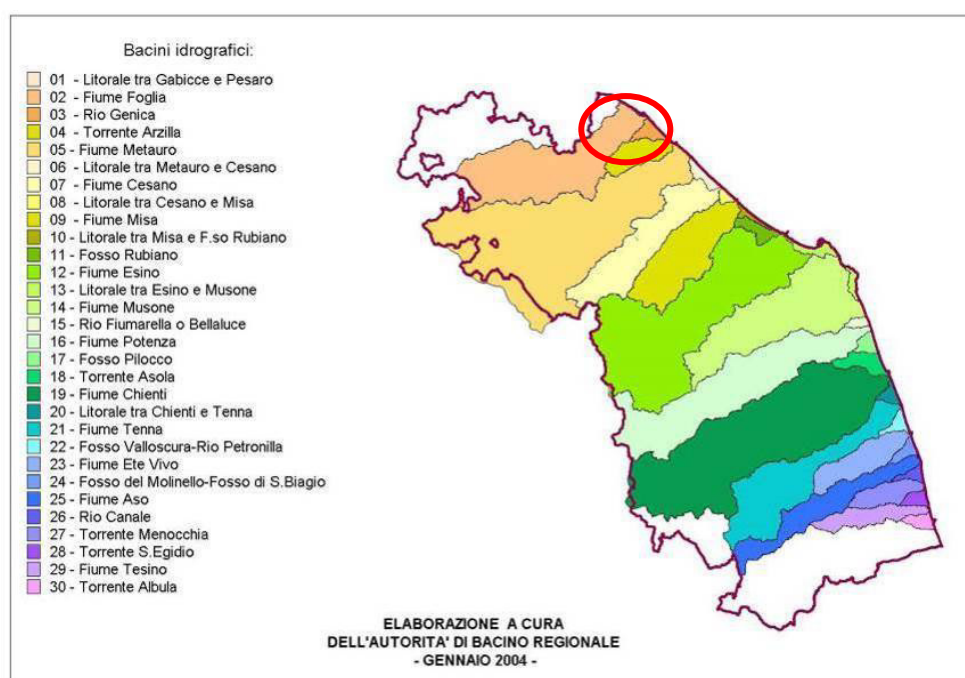 Bacini idrografici:
01 - Litorale tra Gabicce e Pesaro
02 - Fiume Foglia
03 - Rio Genica
04 - Torrente Arzilla
05 - Fiume Metauro
06 - Litorale tra Metauro e Cesano
07 - Fiume Cesano
08 - Litorale tra Cesano e Misa
09 - Fiume Misa
10 - Litorale tra Misa e F.so Rubiano
11 - Fosso Rubiano
12 - Fiume Esino
13 - Litorale tra Esino e Musone
14 - Fiume Musone
15 - Rio Fiumarella o Bellaluce
16 - Fiume Potenza
17 - Fosso Pilocco
18 - Torrente Asola
19 - Fiume Chienti
20 - Litorale tra Chienti e Tenna
21 - Fiume Tenna
22 - Fosso Valloscura-Rio Petronilla
23 - Fiume Ete Vivo
24 - Fosso del Molinello-Fosso di S.Biagio
25 - Fiume Aso
26 - Rio Canale
27 - Torrente Menocchia
28 - Torrente S.Egidio
29 - Fiume Tesino
30 - Torrente Albula
ELABORAZIONE A CURA
DELL'AUTORITA' DI BACINO REGIONALE
- GENNAIO 2004 -